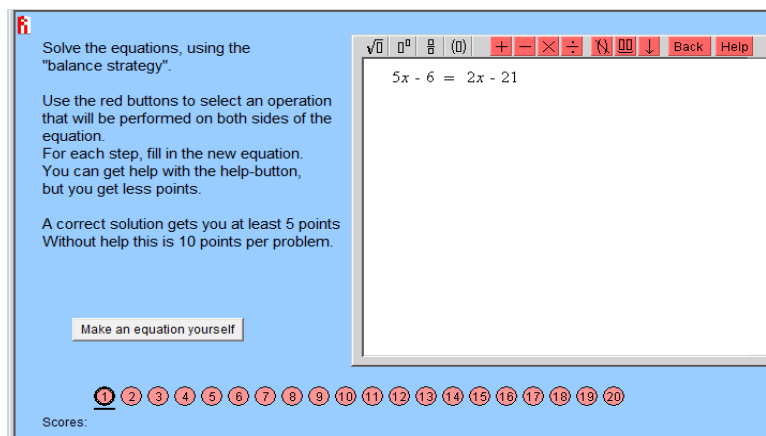 Solve the equations, using the
"balance strategy".
Use the red buttons to select an operation
that will be performed on both sides of the
equation.
For each step, fill in the new equation.
You can get help with the help-button,
but you get less points.
A correct solution gets you at least 5 points
Without help this is 10 points per problem.
Make an equation yourself
+ − × ÷ Back Help
5x - 6 = 2x - 21
1 2 3 4 5 6 7 8 9 10 11 12 13 14 15 16 17 18 19 20
Scores: